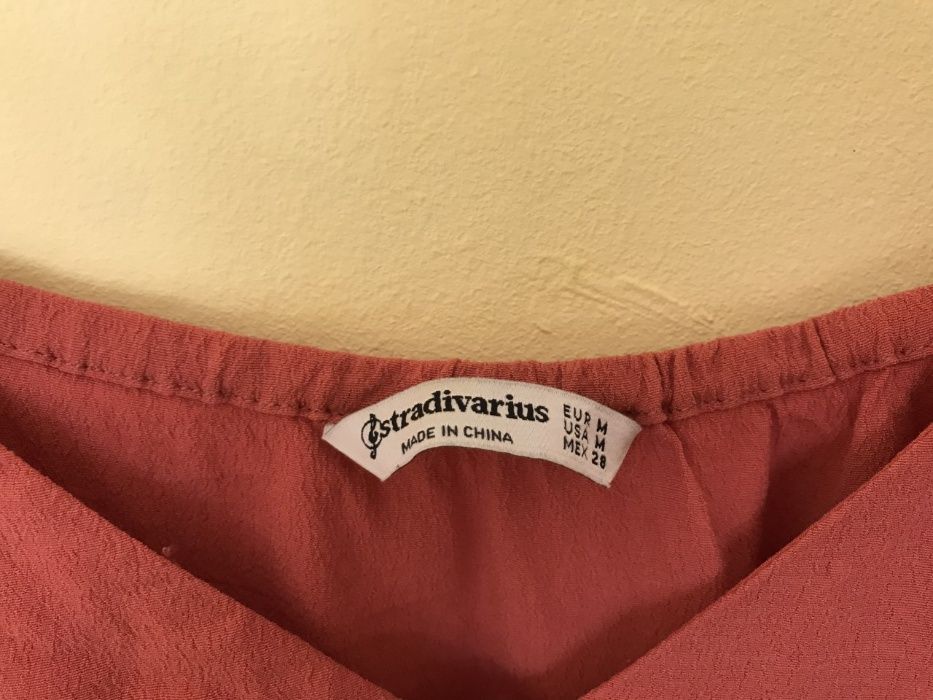 stradivarius
MADE IN CHINA
EUR M
USA M
MEX 28